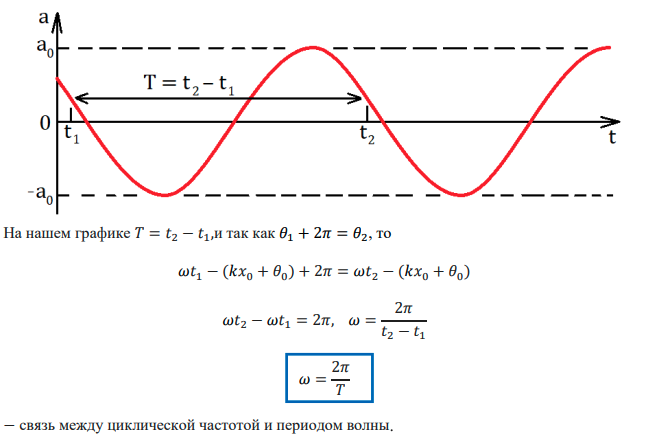 a
a₀
T = t₂ – t₁
0
t₁
t₂
t
-a₀
На нашем графике T = t₂ − t₁,и так как θ₁ + 2π = θ₂, то
ωt₁ − (kx₀ + θ₀) + 2π = ωt₂ − (kx₀ + θ₀)
ωt₂ − ωt₁ = 2π, ω = 2π / (t₂ − t₁)
ω = 2π / T
− связь между циклической частотой и периодом волны.